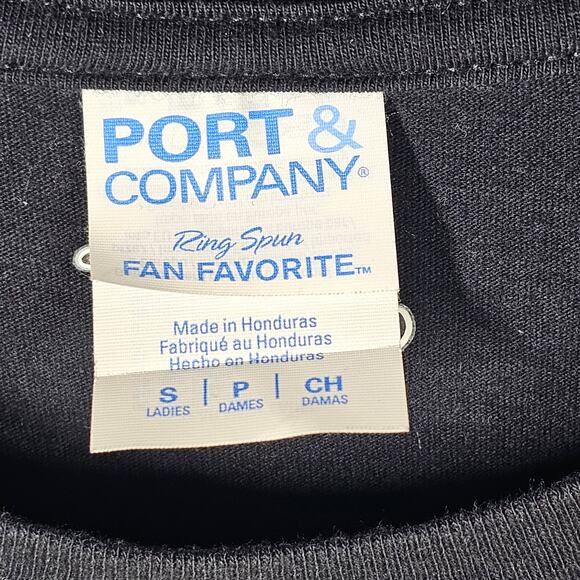 PORT &
COMPANY®
Ring Spun
FAN FAVORITE™
Made in Honduras
Fabriqué au Honduras
Hecho en Honduras
S | P | CH
LADIES DAMES DAMAS